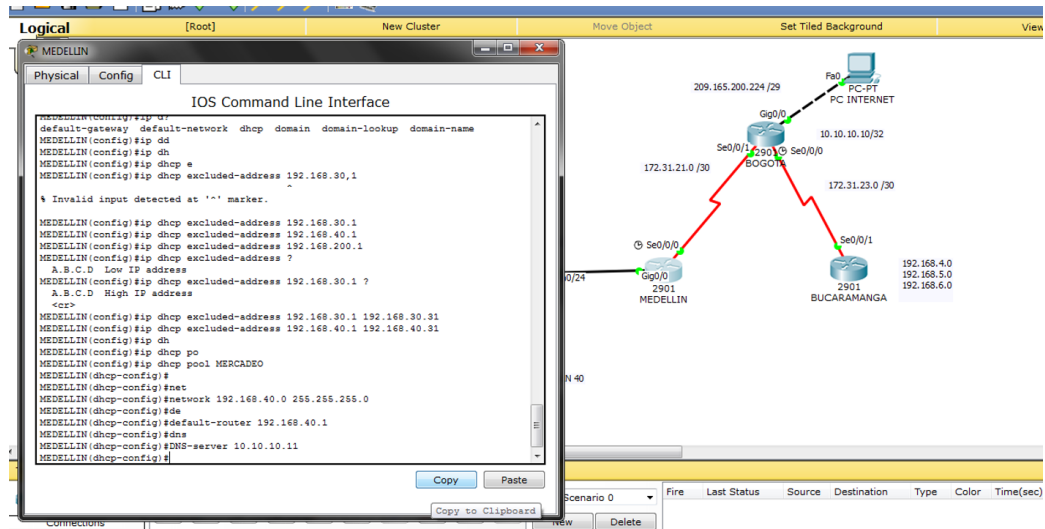 Logical
[Root]
New Cluster
Move Object
Set Tiled Background
View
MEDELLIN
Physical
Config
CLI
IOS Command Line Interface
MEDELLIN(config)#ip d?
default-gateway default-network dhcp domain domain-lookup domain-name
MEDELLIN(config)#ip dd
MEDELLIN(config)#ip dh
MEDELLIN(config)#ip dhcp e
MEDELLIN(config)#ip dhcp excluded-address 192.168.30,1
^
% Invalid input detected at '^' marker.
MEDELLIN(config)#ip dhcp excluded-address 192.168.30.1
MEDELLIN(config)#ip dhcp excluded-address 192.168.40.1
MEDELLIN(config)#ip dhcp excluded-address 192.168.200.1
MEDELLIN(config)#ip dhcp excluded-address ?
A.B.C.D Low IP address
MEDELLIN(config)#ip dhcp excluded-address 192.168.30.1 ?
A.B.C.D High IP address
<cr>
MEDELLIN(config)#ip dhcp excluded-address 192.168.30.1 192.168.30.31
MEDELLIN(config)#ip dhcp excluded-address 192.168.40.1 192.168.40.31
MEDELLIN(config)#ip dh
MEDELLIN(config)#ip dhcp po
MEDELLIN(config)#ip dhcp pool MERCADEO
MEDELLIN(dhcp-config)#
MEDELLIN(dhcp-config)#net
MEDELLIN(dhcp-config)#network 192.168.40.0 255.255.255.0
MEDELLIN(dhcp-config)#de
MEDELLIN(dhcp-config)#default-router 192.168.40.1
MEDELLIN(dhcp-config)#dns
MEDELLIN(dhcp-config)#DNS-server 10.10.10.11
MEDELLIN(dhcp-config)#
Copy
Paste
Copy to Clipboard
209.165.200.224 /29
Fa0
PC-PT
PC INTERNET
Gig0/0
10.10.10.10/32
Se0/0/1
2901
Se0/0/0
BOGOTA
172.31.21.0 /30
172.31.23.0 /30
Se0/0/0
Se0/0/1
0/24
Gig0/0
2901
MEDELLIN
2901
BUCARAMANGA
192.168.4.0
192.168.5.0
192.168.6.0
N 40
Scenario 0
Fire
Last Status
Source
Destination
Type
Color
Time(sec)
New
Delete
Connections